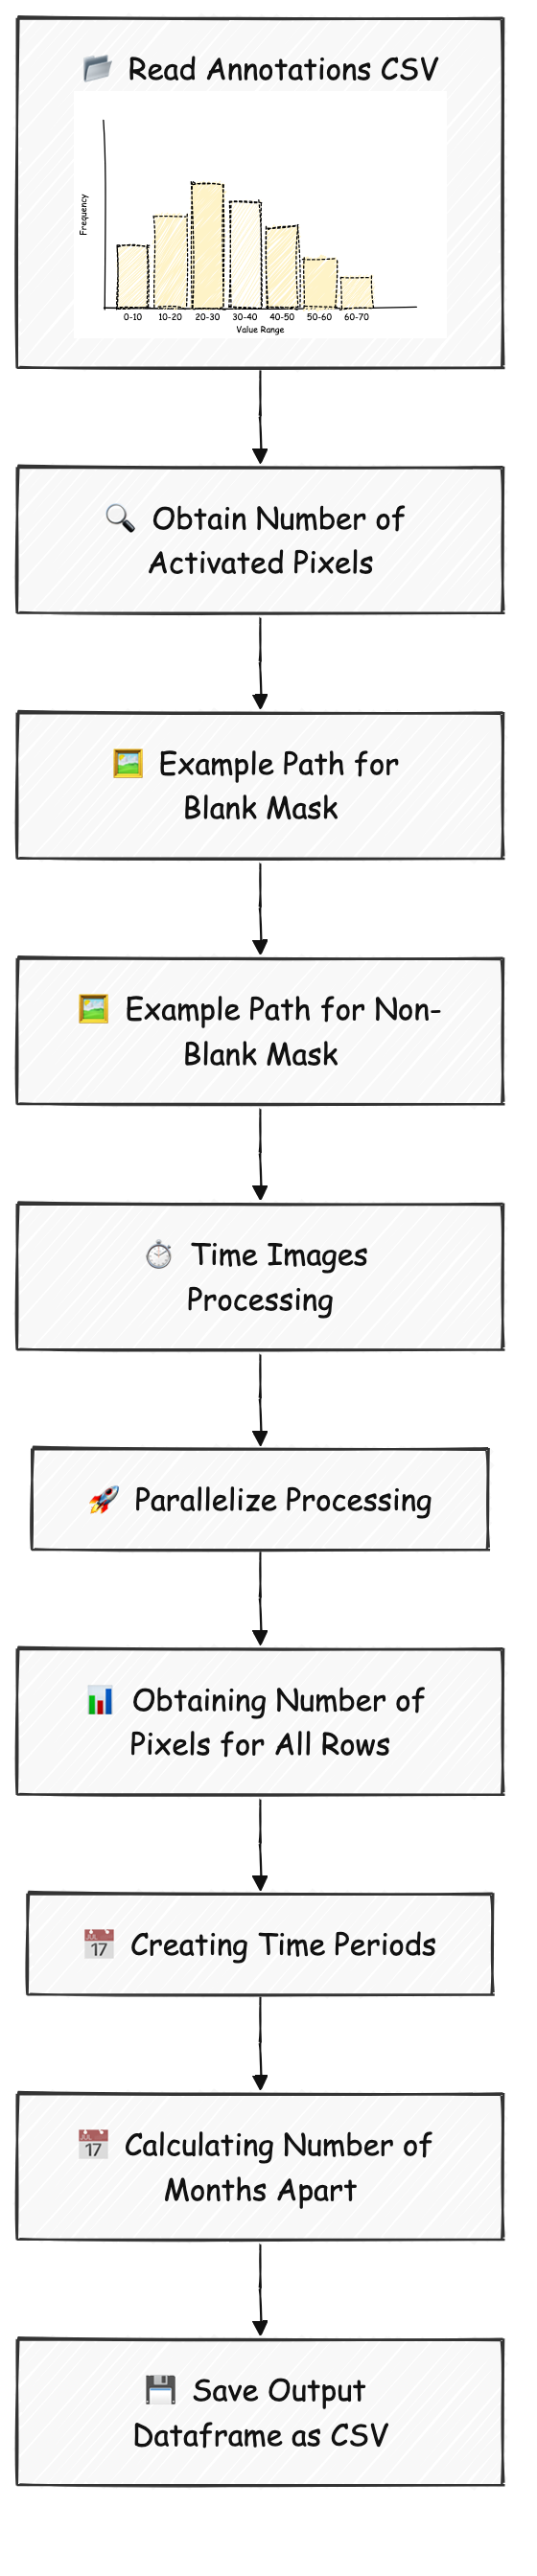 Read Annotations CSV
Frequency
0-10 10-20 20-30 30-40 40-50 50-60 60-70
Value Range
Obtain Number of
Activated Pixels
Example Path for
Blank Mask
Example Path for Non-
Blank Mask
Time Images
Processing
Parallelize Processing
Obtaining Number of
Pixels for All Rows
17 Creating Time Periods
17 Calculating Number of
Months Apart
Save Output
Dataframe as CSV